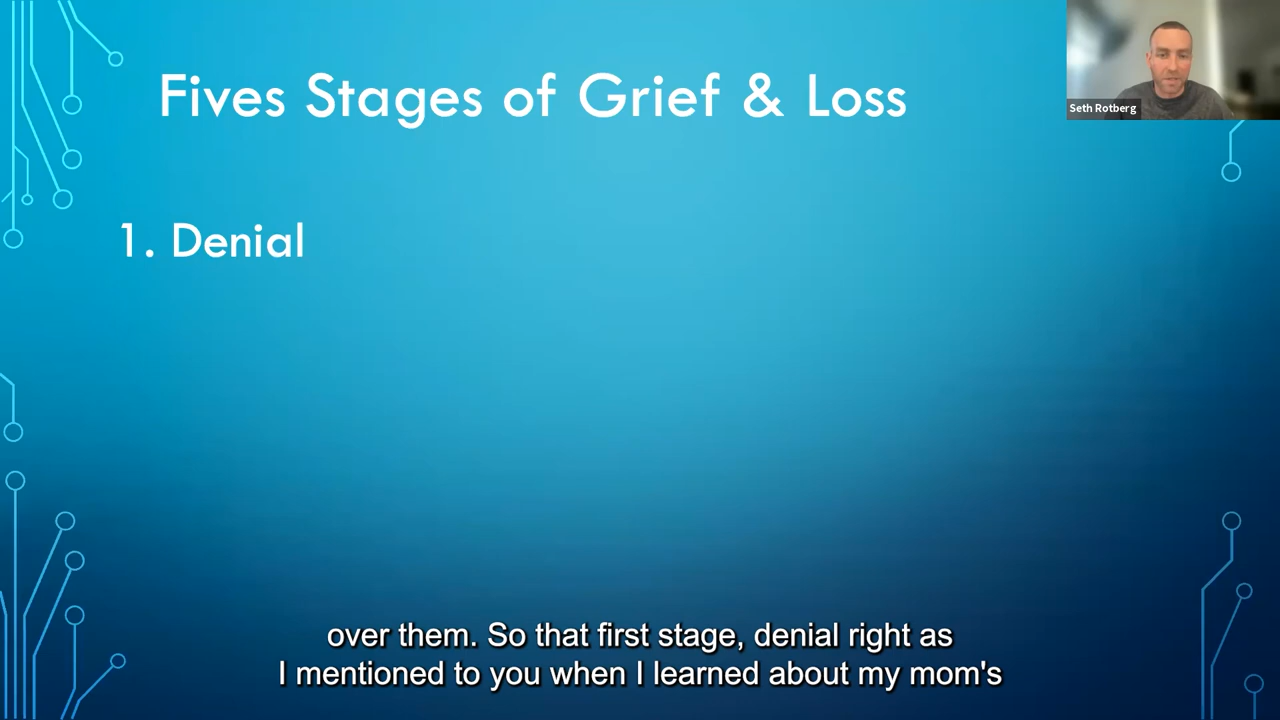 Fives Stages of Grief & Loss
Seth Rotberg
1. Denial
over them. So that first stage, denial right as
I mentioned to you when I learned about my mom's